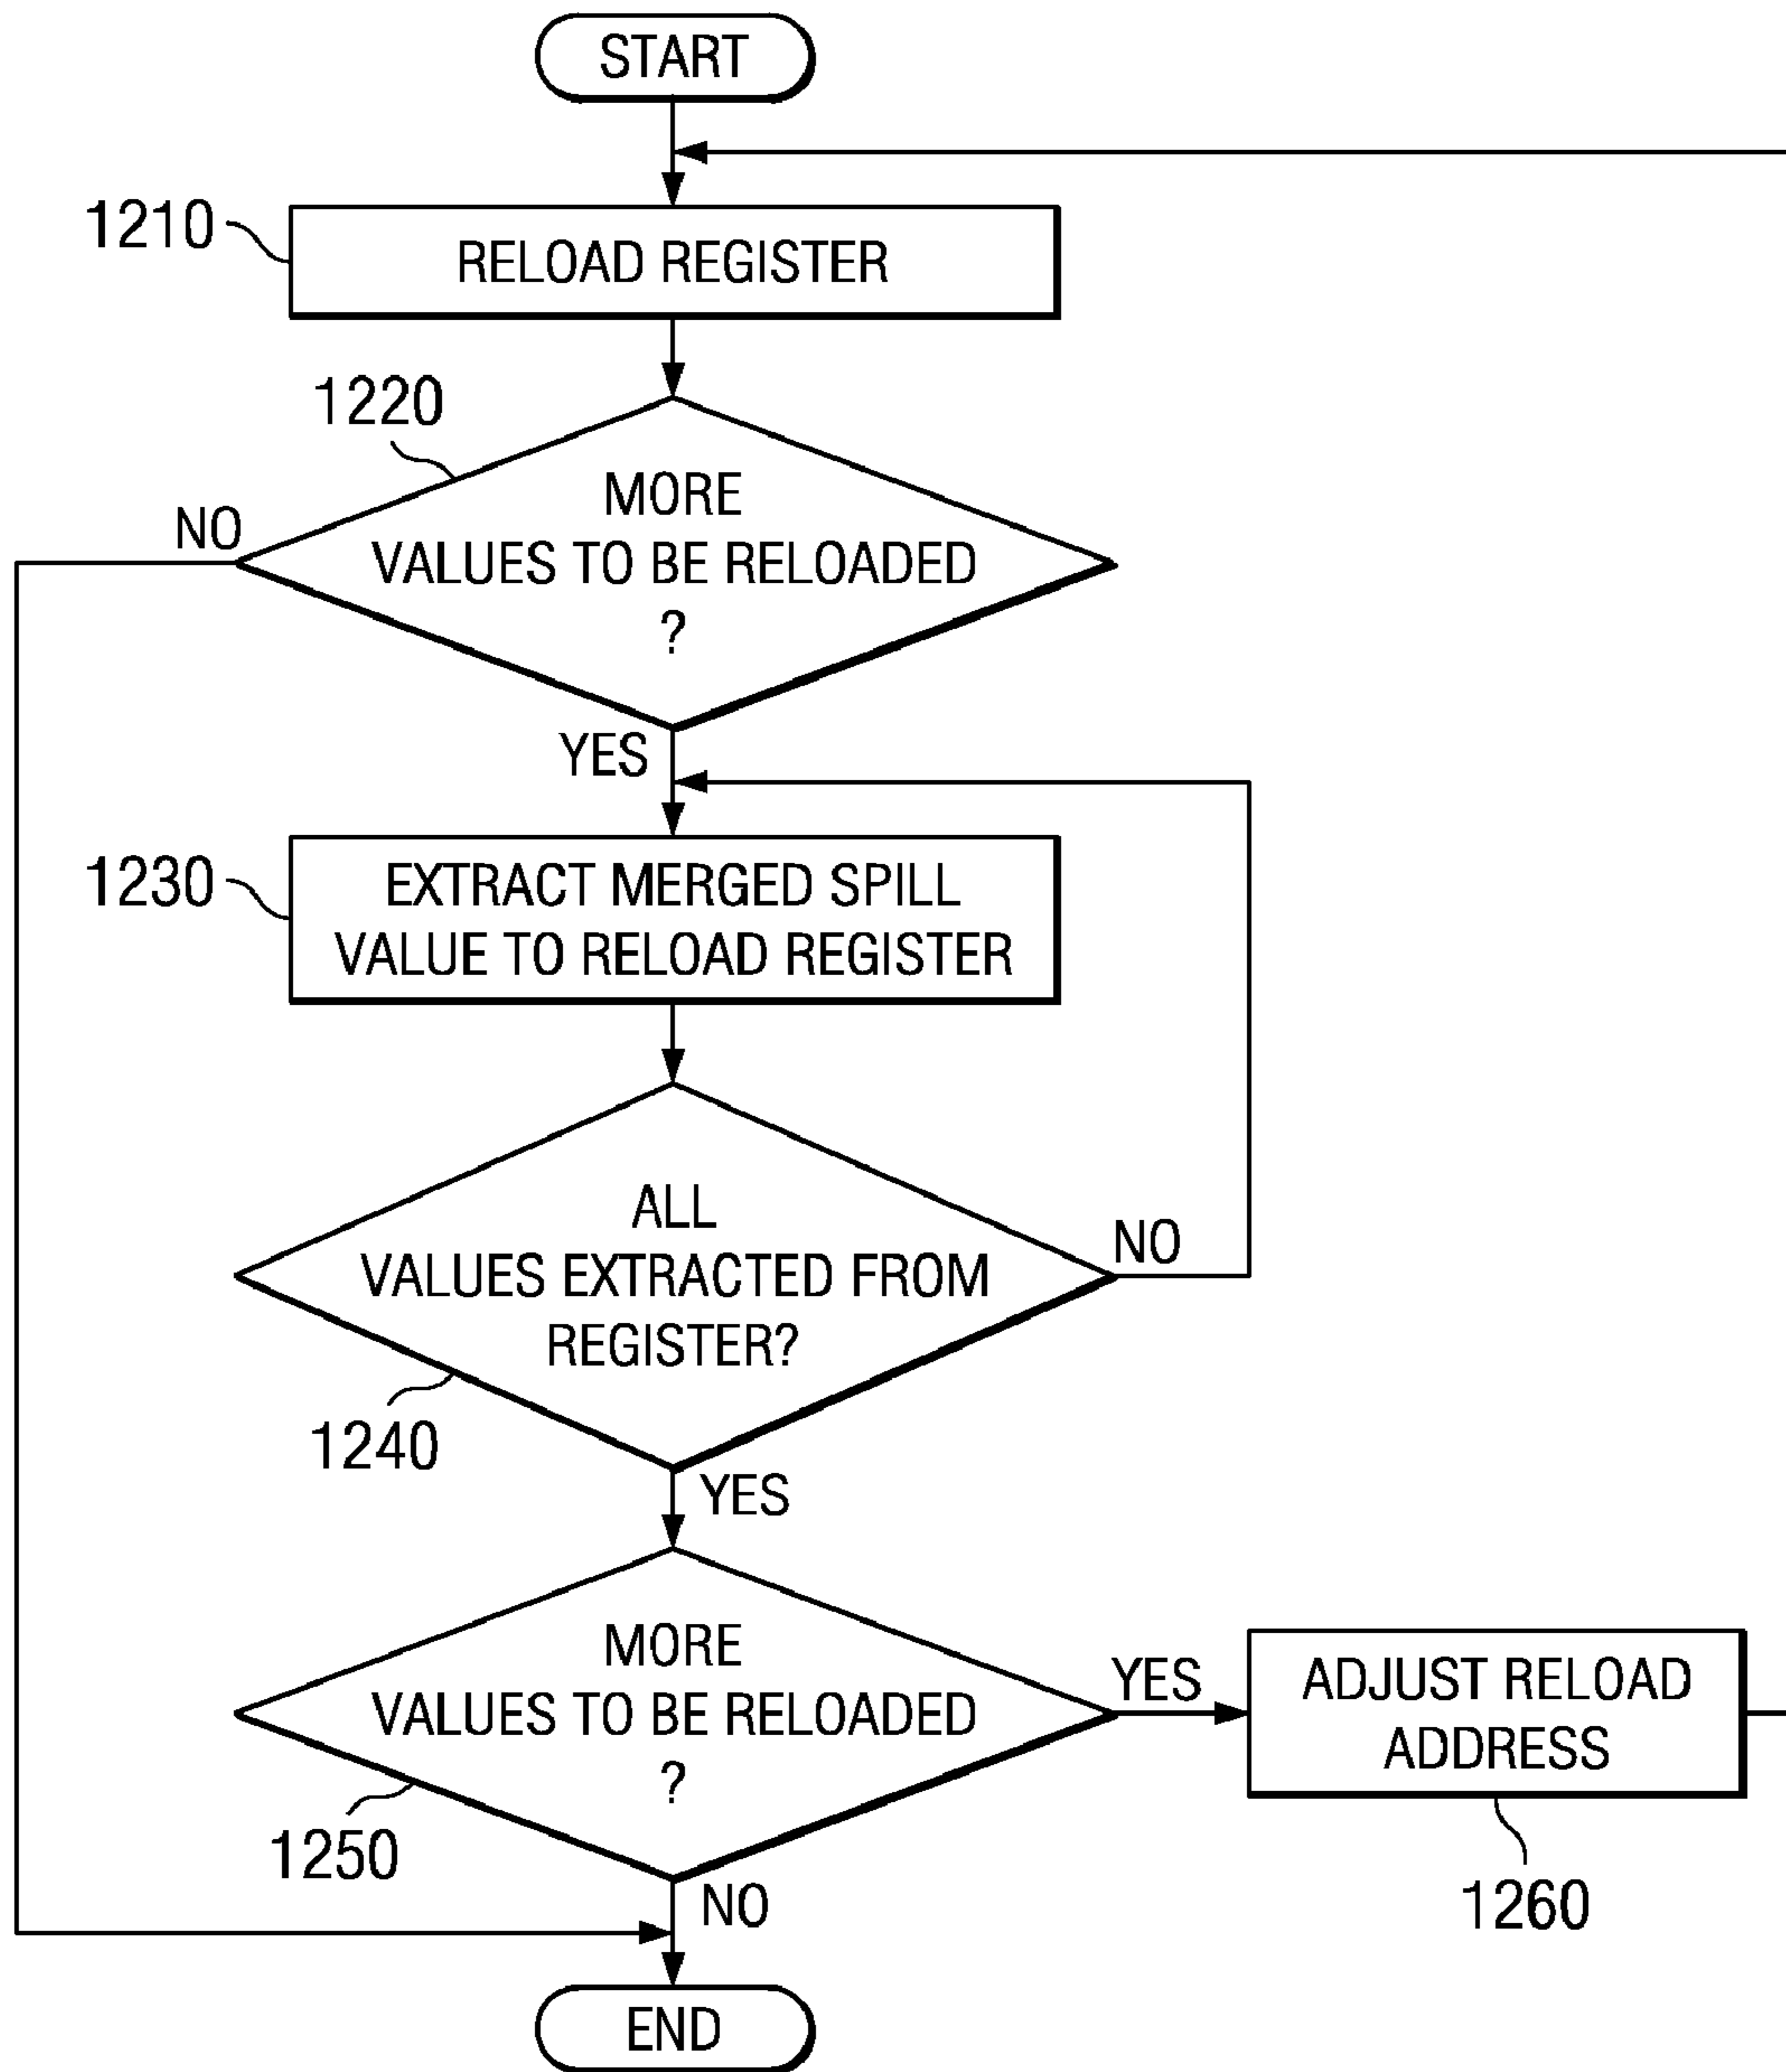 START
1210
RELOAD REGISTER
1220
MORE
VALUES TO BE RELOADED
?
NO
YES
1230
EXTRACT MERGED SPILL
VALUE TO RELOAD REGISTER
ALL
VALUES EXTRACTED FROM
REGISTER?
NO
1240
YES
MORE
VALUES TO BE RELOADED
?
YES
ADJUST RELOAD
ADDRESS
1250
1260
NO
END